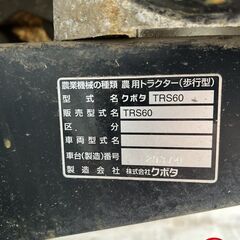 農業機械の種類 農用トラクター(歩行型)
型式名 クボタ TRS60
販売型式名 TRS60
区分
車両型式名
車台(製造)番号
製造会社 株式会社クボタ